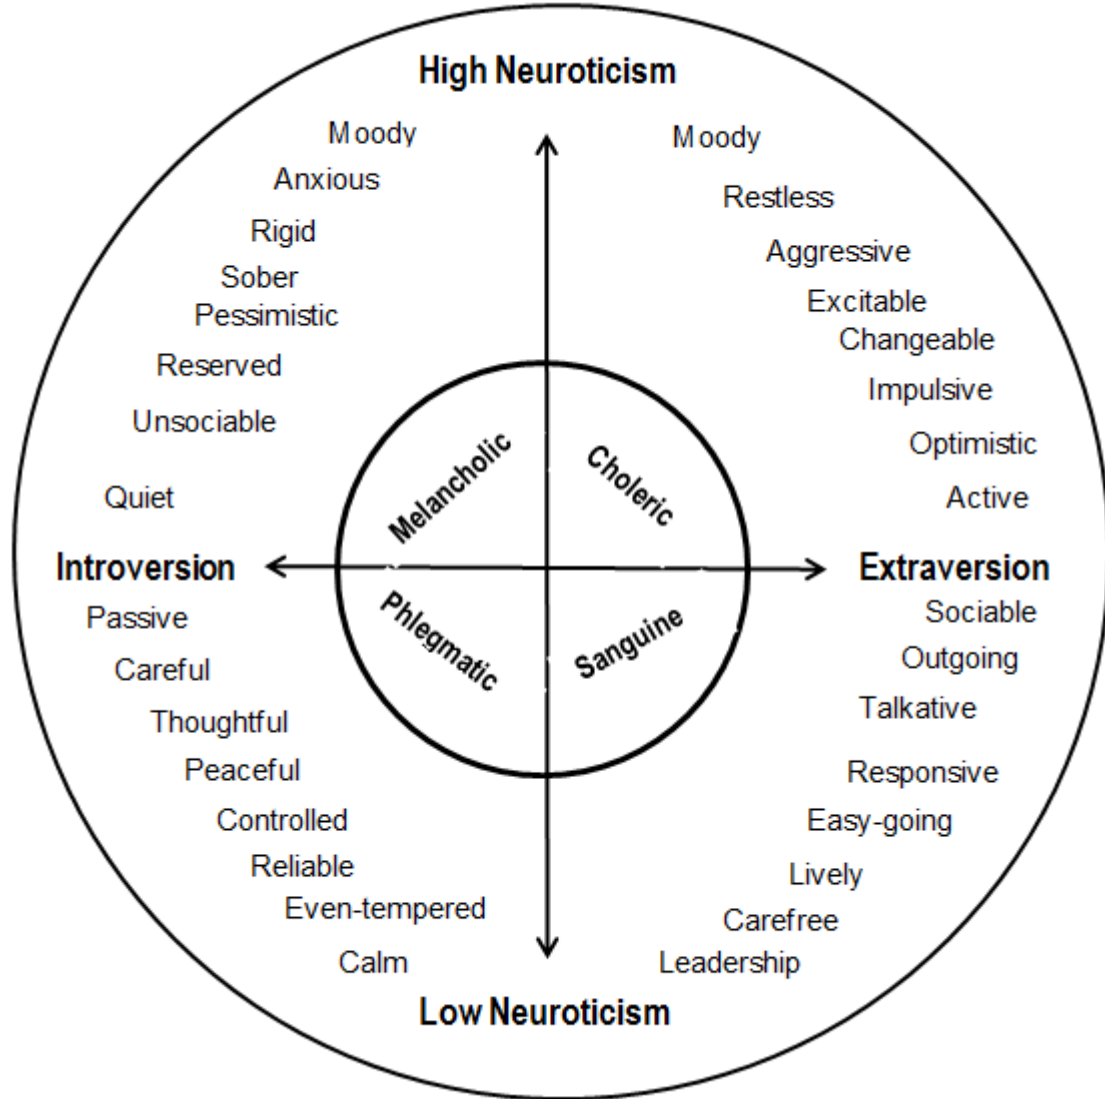 High Neuroticism
Moody
Anxious
Rigid
Sober
Pessimistic
Reserved
Unsociable
Quiet
Moody
Restless
Aggressive
Excitable
Changeable
Impulsive
Optimistic
Active
Melancholic
Choleric
Introversion
Extraversion
Phlegmatic
Sanguine
Passive
Careful
Thoughtful
Peaceful
Controlled
Reliable
Even-tempered
Calm
Sociable
Outgoing
Talkative
Responsive
Easy-going
Lively
Carefree
Leadership
Low Neuroticism